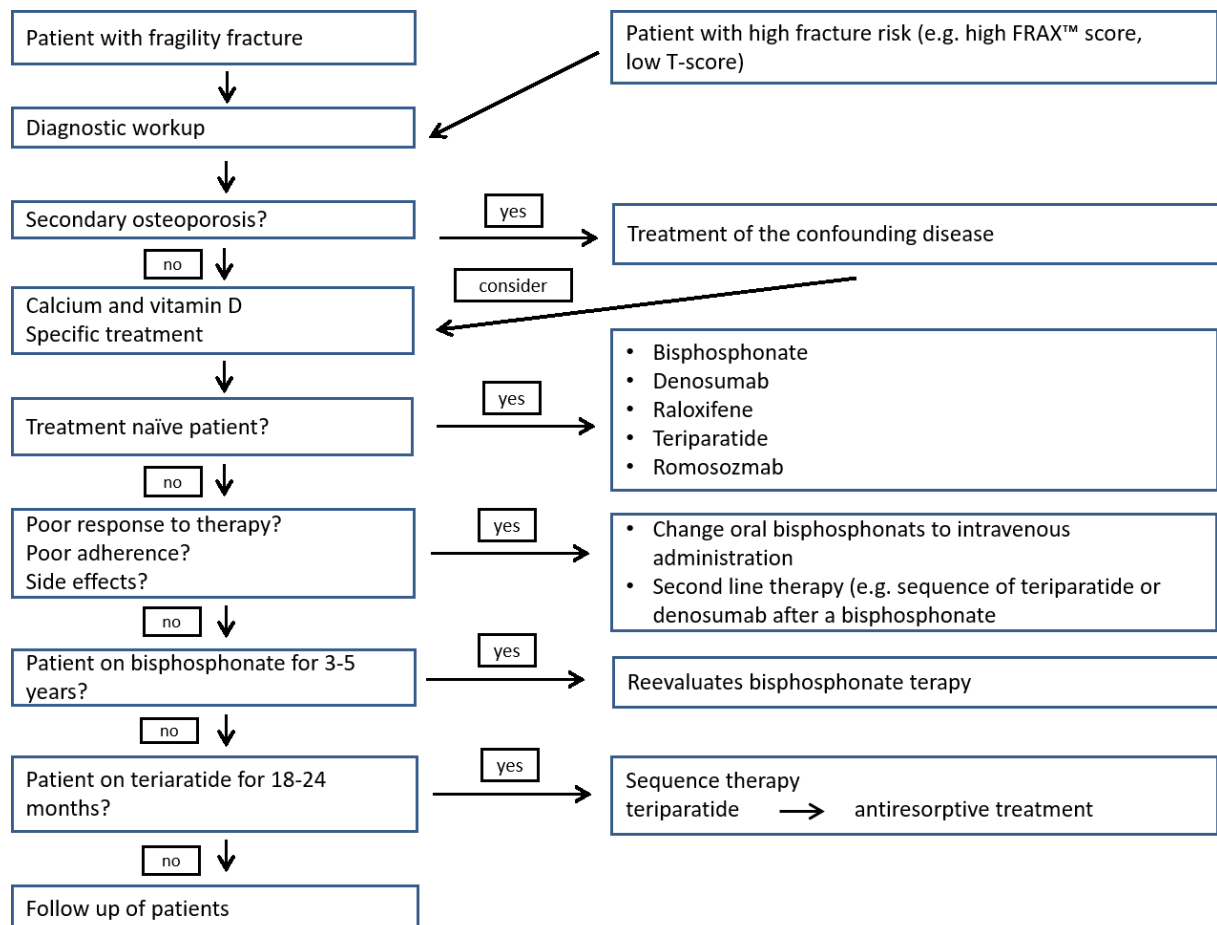 Patient with fragility fracture
Patient with high fracture risk (e.g. high FRAX™ score,
low T-score)
Diagnostic workup
Secondary osteoporosis?
yes
Treatment of the confounding disease
no
consider
Calcium and vitamin D
Specific treatment
Treatment naïve patient?
yes
• Bisphosphonate
• Denosumab
• Raloxifene
• Teriparatide
• Romosozmab
no
Poor response to therapy?
Poor adherence?
Side effects?
yes
• Change oral bisphosphonats to intravenous
administration
• Second line therapy (e.g. sequence of teriparatide or
denosumab after a bisphosphonate
no
Patient on bisphosphonate for 3-5
years?
yes
Reevaluates bisphosphonate terapy
no
Patient on teriaratide for 18-24
months?
yes
Sequence therapy
teriparatide → antiresorptive treatment
no
Follow up of patients